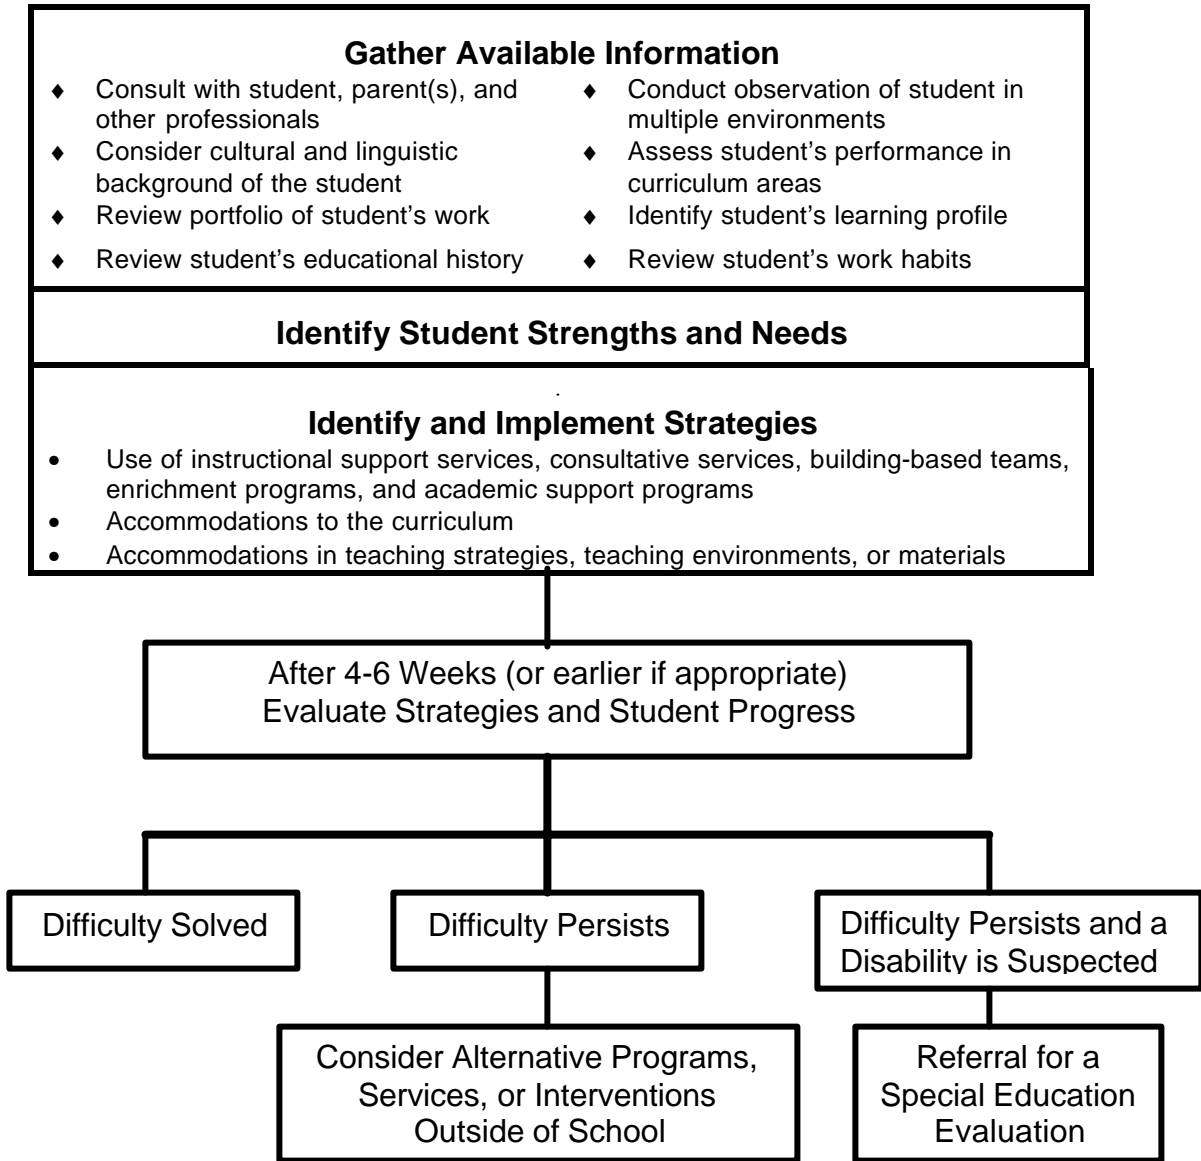 Gather Available Information
♦ Consult with student, parent(s), and
other professionals
♦ Consider cultural and linguistic
background of the student
♦ Review portfolio of student's work
♦ Review student's educational history
♦ Conduct observation of student in
multiple environments
♦ Assess student's performance in
curriculum areas
♦ Identify student's learning profile
♦ Review student's work habits
Identify Student Strengths and Needs
Identify and Implement Strategies
• Use of instructional support services, consultative services, building-based teams,
enrichment programs, and academic support programs
• Accommodations to the curriculum
• Accommodations in teaching strategies, teaching environments, or materials
After 4-6 Weeks (or earlier if appropriate)
Evaluate Strategies and Student Progress
Difficulty Solved
Difficulty Persists
Difficulty Persists and a
Disability is Suspected
Consider Alternative Programs,
Services, or Interventions
Outside of School
Referral for a
Special Education
Evaluation